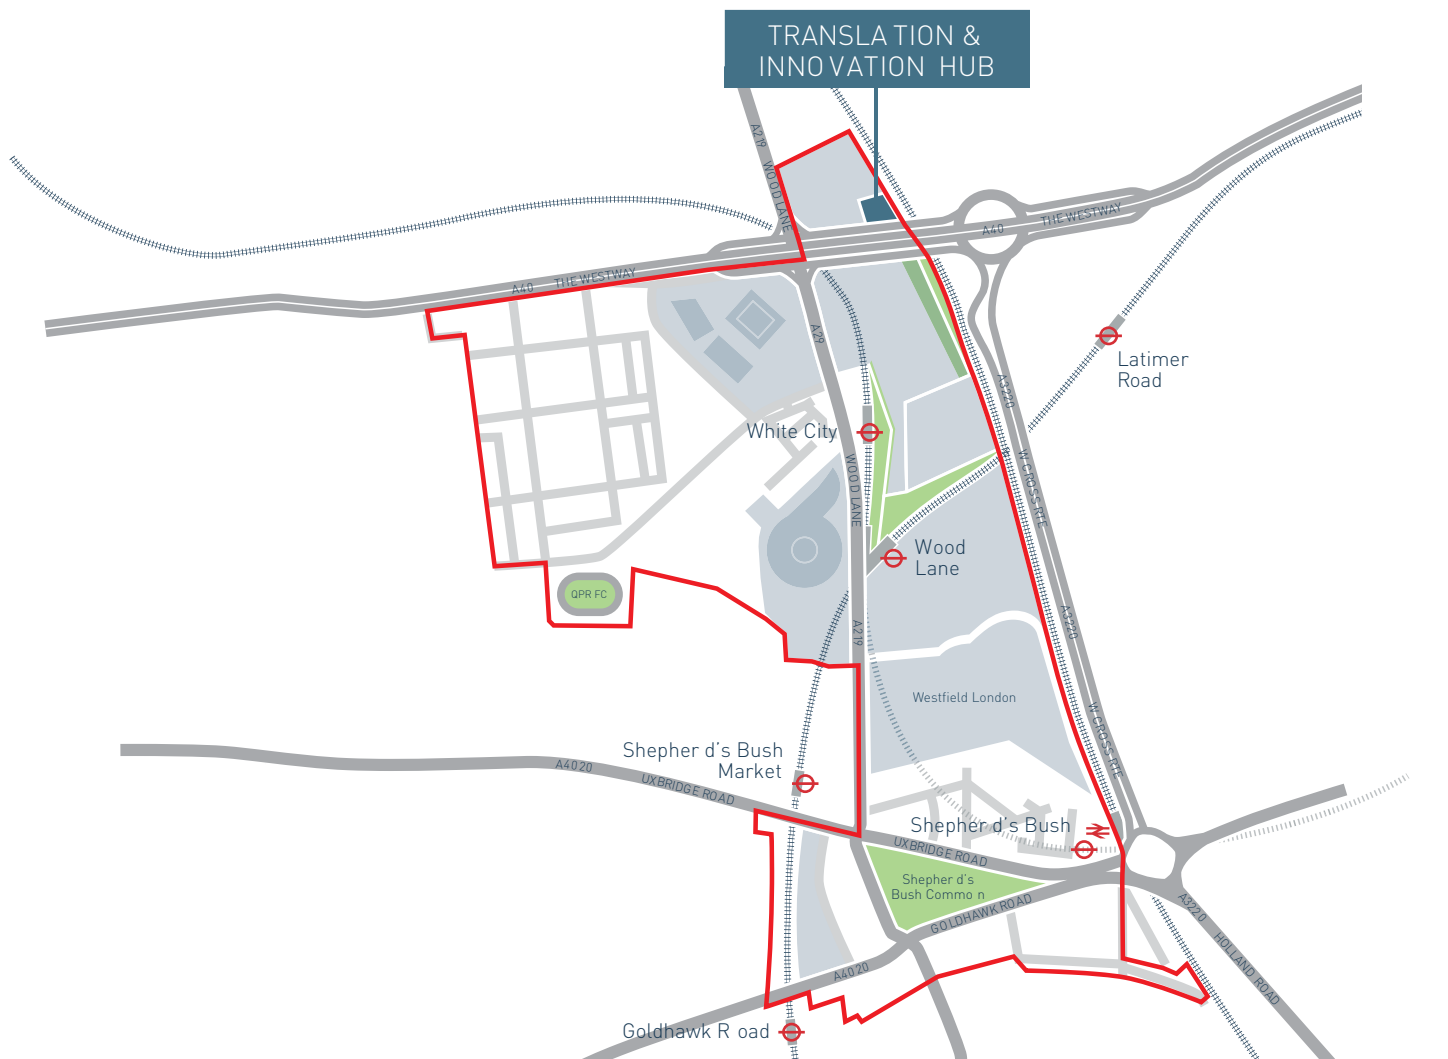 TRANSLATION &
INNOVATION HUB
A219
WOOD LANE
A40
THE WESTWAY
A40
THE WESTWAY
A29
Latimer
Road
A3220
White City
WOOD LANE
W CROSS RTE
Wood
Lane
QPR FC
A219
A3220
Westfield London
W CROSS RTE
Shepherd's Bush
Market
A4020
UXBRIDGE ROAD
Shepherd's Bush
UXBRIDGE ROAD
Shepherd's
Bush Common
GOLDHAWK ROAD
A3220
HOLLAND ROAD
A4020
Goldhawk Road